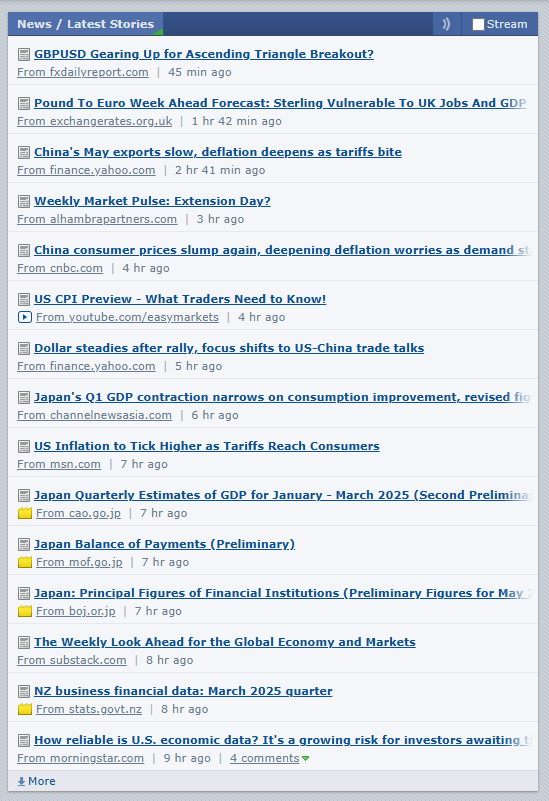 News / Latest Stories
Stream
GBPUSD Gearing Up for Ascending Triangle Breakout?
From fxdailyreport.com | 45 min ago
Pound To Euro Week Ahead Forecast: Sterling Vulnerable To UK Jobs And GDP
From exchangerates.org.uk | 1 hr 42 min ago
China's May exports slow, deflation deepens as tariffs bite
From finance.yahoo.com | 2 hr 41 min ago
Weekly Market Pulse: Extension Day?
From alhambrapartners.com | 3 hr ago
China consumer prices slump again, deepening deflation worries as demand
From cnbc.com | 4 hr ago
US CPI Preview - What Traders Need to Know!
From youtube.com/easymarkets | 4 hr ago
Dollar steadies after rally, focus shifts to US-China trade talks
From finance.yahoo.com | 5 hr ago
Japan's Q1 GDP contraction narrows on consumption improvement, revised
From channelnewsasia.com | 6 hr ago
US Inflation to Tick Higher as Tariffs Reach Consumers
From msn.com | 7 hr ago
Japan Quarterly Estimates of GDP for January - March 2025 (Second
From cao.go.jp | 7 hr ago
Japan Balance of Payments (Preliminary)
From mof.go.jp | 7 hr ago
Japan: Principal Figures of Financial Institutions (Preliminary Figures for May
From boj.or.jp | 7 hr ago
The Weekly Look Ahead for the Global Economy and Markets
From substack.com | 8 hr ago
NZ business financial data: March 2025 quarter
From stats.govt.nz | 8 hr ago
How reliable is U.S. economic data? It's a growing risk for investors awaiting
From morningstar.com | 9 hr ago | 4 comments
More